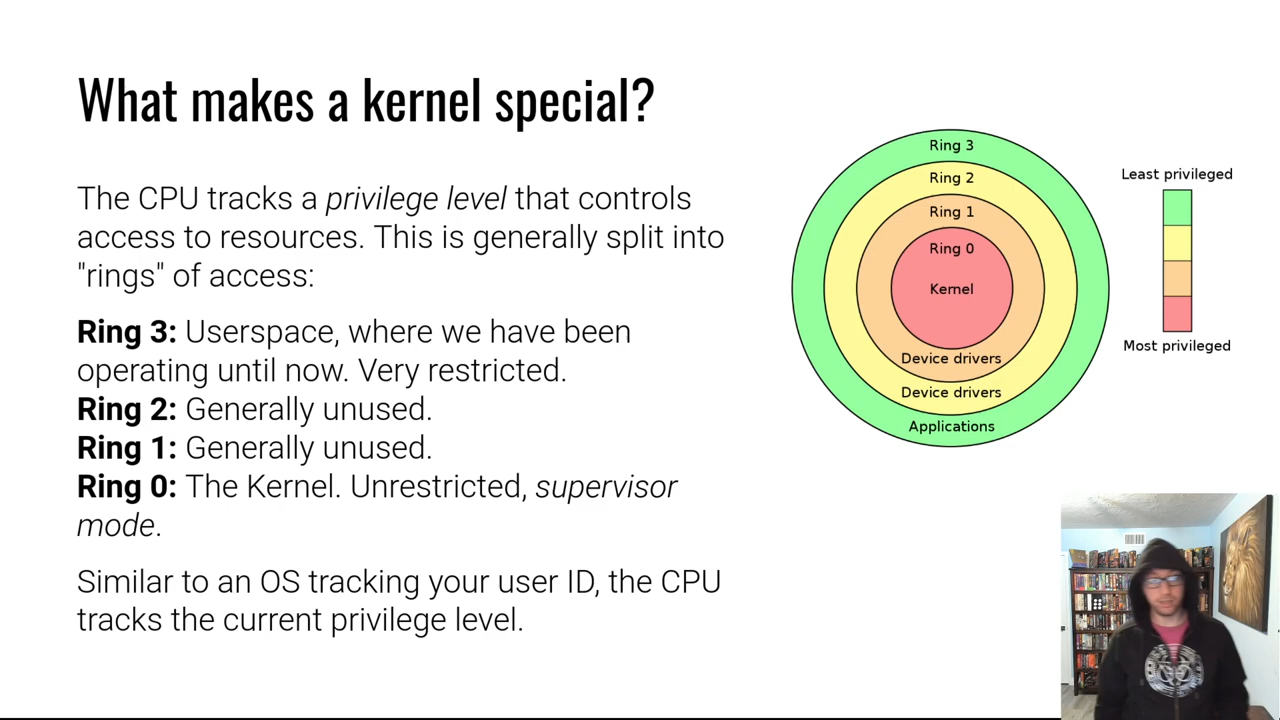 What makes a kernel special?
The CPU tracks a privilege level that controls
access to resources. This is generally split into
"rings" of access:
Ring 3: Userspace, where we have been
operating until now. Very restricted.
Ring 2: Generally unused.
Ring 1: Generally unused.
Ring 0: The Kernel. Unrestricted, supervisor
mode.
Similar to an OS tracking your user ID, the CPU
tracks the current privilege level.
Ring 3
Ring 2
Ring 1
Ring 0
Kernel
Device drivers
Device drivers
Applications
Least privileged
Most privileged